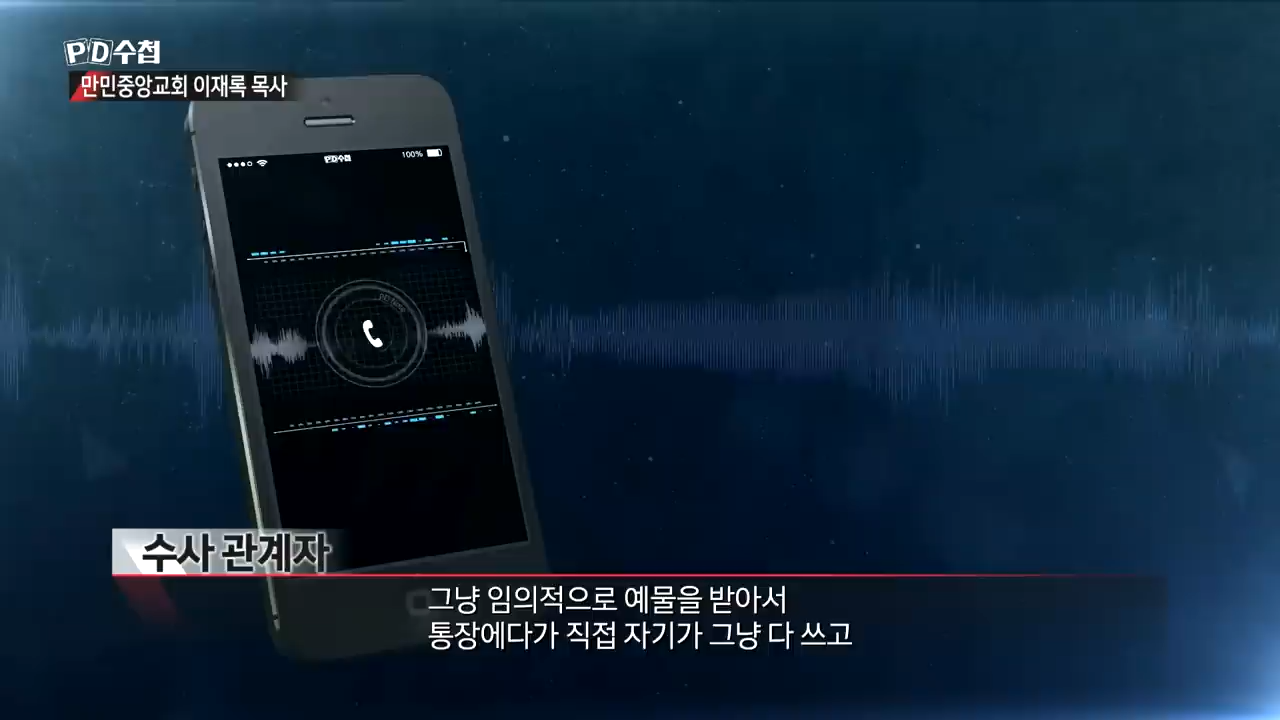 PD수첩
만민중앙교회 이재록 목사
PD수첩
100%
수사 관계자
그냥 임의적으로 예물을 받아서
통장에다가 직접 자기가 그냥 다 쓰고